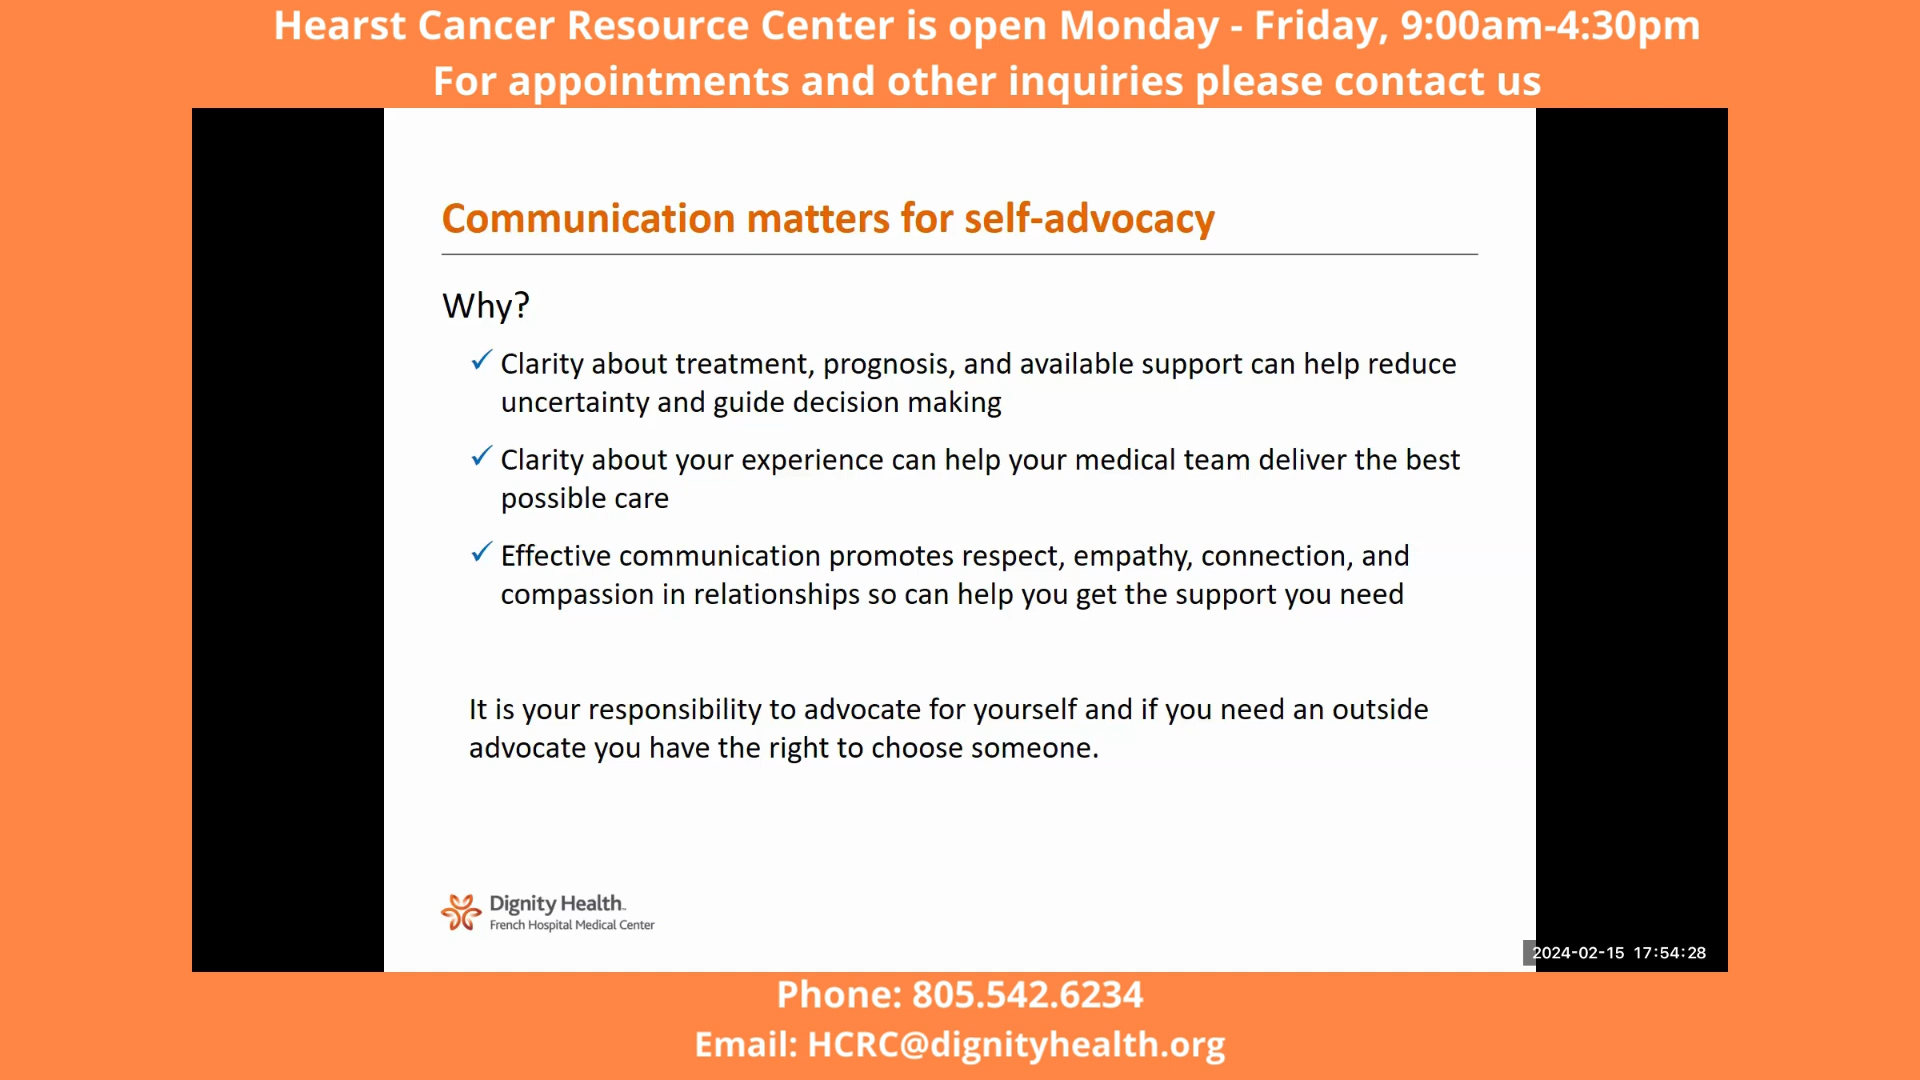 Hearst Cancer Resource Center is open Monday - Friday, 9:00am-4:30pm
For appointments and other inquiries please contact us
Communication matters for self-advocacy
Why?
✓ Clarity about treatment, prognosis, and available support can help reduce
uncertainty and guide decision making
✓ Clarity about your experience can help your medical team deliver the best
possible care
✓ Effective communication promotes respect, empathy, connection, and
compassion in relationships so can help you get the support you need
It is your responsibility to advocate for yourself and if you need an outside
advocate you have the right to choose someone.
Dignity Health™
French Hospital Medical Center
2024-02-15 17:54:28
Phone: 805.542.6234
Email: HCRC@dignityhealth.org